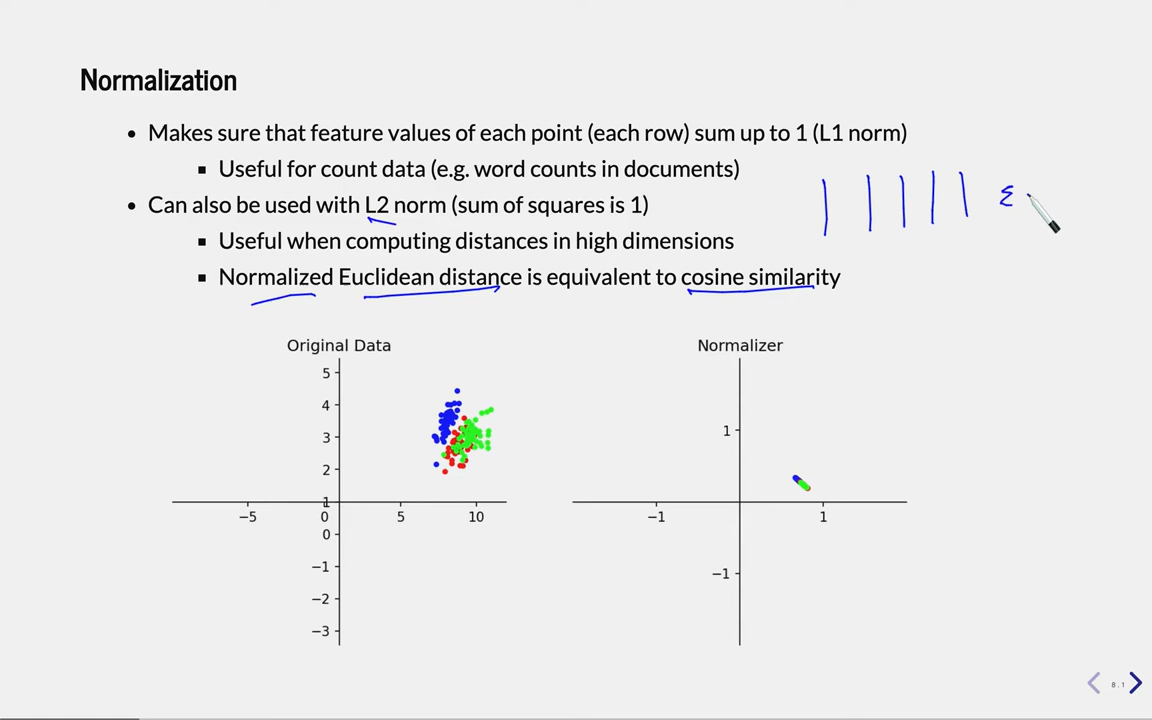 Normalization
• Makes sure that feature values of each point (each row) sum up to 1 (L1 norm)
▪ Useful for count data (e.g. word counts in documents)
• Can also be used with L2 norm (sum of squares is 1)
Σ
▪ Useful when computing distances in high dimensions
▪ Normalized Euclidean distance is equivalent to cosine similarity
Original Data
5
4
3
2
1
−5 0 5 10
0
−1
−2
−3
Normalizer
1
−1 1
−1
8.1